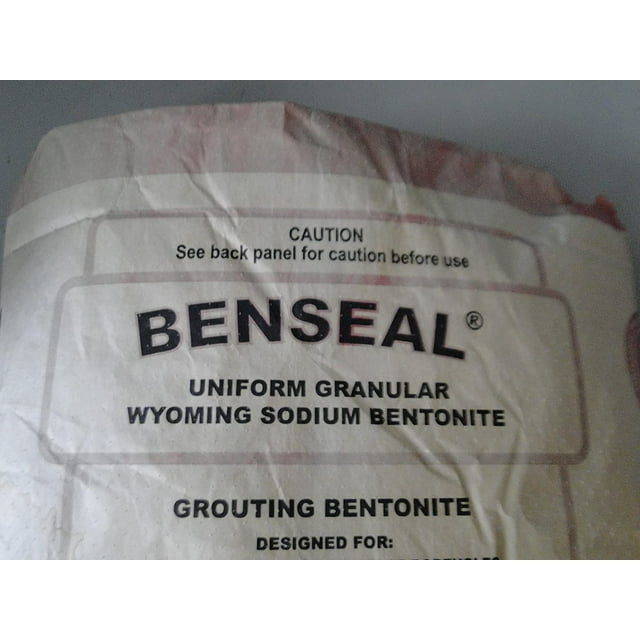 CAUTION
See back panel for caution before use
BENSEAL®
UNIFORM GRANULAR
WYOMING SODIUM BENTONITE
GROUTING BENTONITE
DESIGNED FOR: